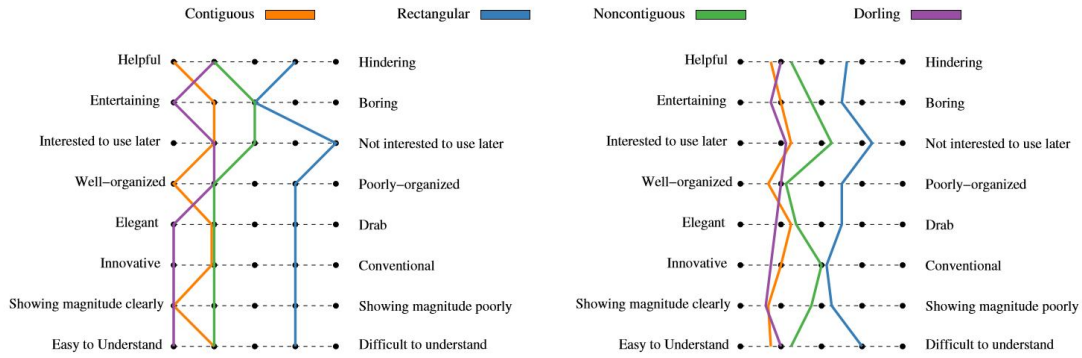 Contiguous Rectangular Noncontiguous Dorling
Helpful Hindering Helpful Hindering
Entertaining Boring Entertaining Boring
Interested to use later Not interested to use later Interested to use later Not interested to use later
Well-organized Poorly-organized Well-organized Poorly-organized
Elegant Drab Elegant Drab
Innovative Conventional Innovative Conventional
Showing magnitude clearly Showing magnitude poorly Showing magnitude clearly Showing magnitude poorly
Easy to Understand Difficult to understand Easy to Understand Difficult to understand